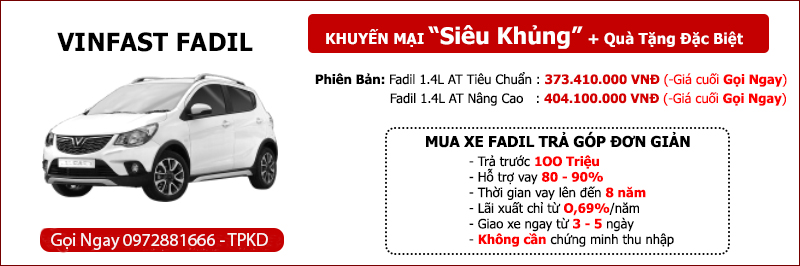 VINFAST FADIL
KHUYẾN MẠI “Siêu Khủng” + Quà Tặng Đặc Biệt
Phiên Bản: Fadil 1.4L AT Tiêu Chuẩn : 373.410.000 VNĐ (-Giá cuối Gọi Ngay)
Fadil 1.4L AT Nâng Cao : 404.100.000 VNĐ (-Giá cuối Gọi Ngay)
MUA XE FADIL TRẢ GÓP ĐƠN GIẢN
- Trả trước 100 Triệu
- Hỗ trợ vay 80 - 90%
- Thời gian vay lên đến 8 năm
- Lãi xuất chỉ từ 0,69%/năm
- Giao xe ngay từ 3 - 5 ngày
- Không cần chứng minh thu nhập
Gọi Ngay 0972881666 - TPKD